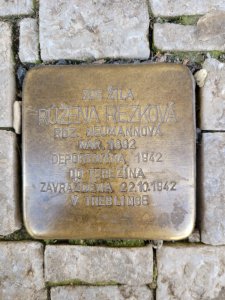 ZDE ŽILA
RŮŽENA REZKOVÁ
ROZ. NEUMANNOVÁ
NAR. 1892
DEPORTOVÁNA 1942
DO TEREZÍNA
ZAVRAŽDĚNA 22.10.1942
V TREBLINCE